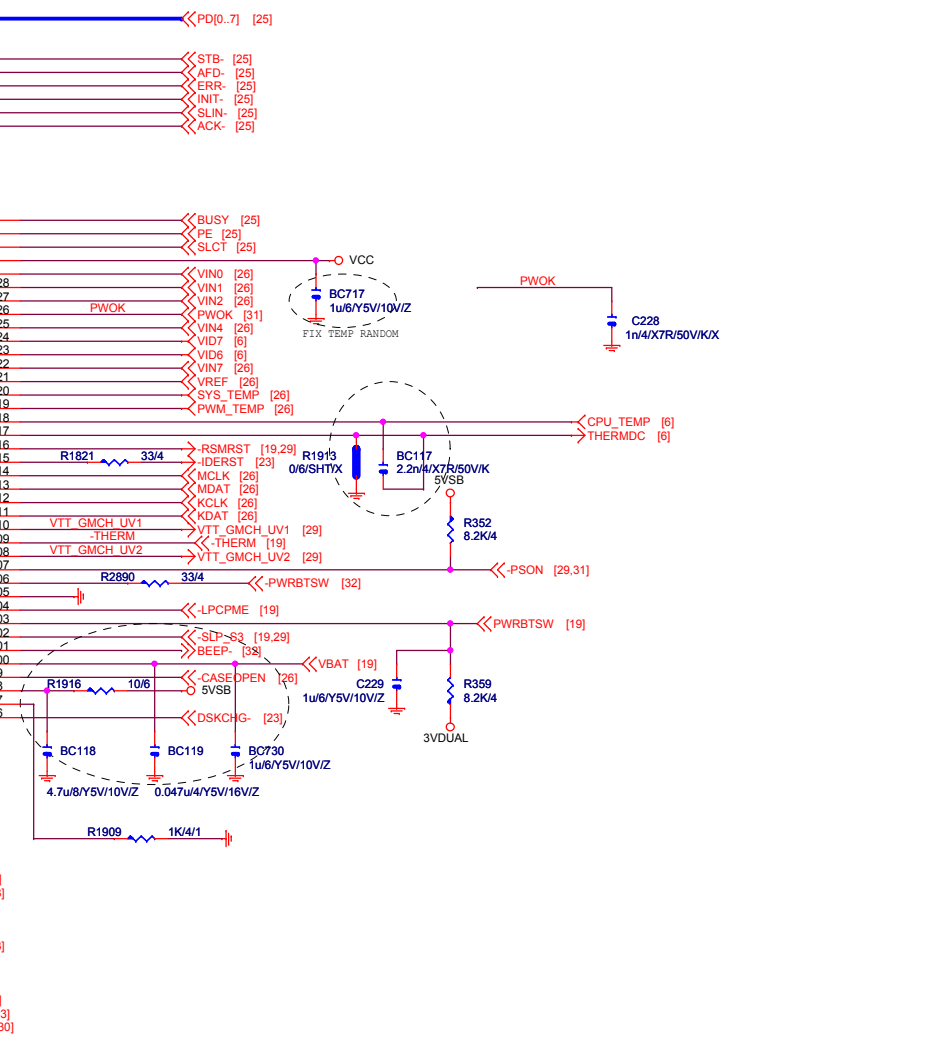 PD[0..7] [25]
STB- [25]
AFD- [25]
ERR- [25]
INIT- [25]
SLIN- [25]
ACK- [25]
BUSY [25]
PE [25]
SLCT [25]
VCC
VIN0 [26]
28 VIN1 [26]
27 VIN2 [26]
BC717
1u/6/Y5V/10V/Z
FIX TEMP RANDOM
PWOK
C228
1n/4/X7R/50V/K/X
26 PWOK PWOK [31]
25 VIN4 [26]
24 VID7 [6]
23 VID6 [6]
22 VIN7 [26]
21 VREF [26]
20 SYS_TEMP [26]
19 PWM_TEMP [26]
18 CPU_TEMP [6]
17 THERMDC [6]
16 -RSMRST [19,29]
15 R1821 33/4 -IDERST [23]
R1913
0/6/SHT/X
BC117
2.2n/4/X7R/50V/K
14 MCLK [26]
13 MDAT [26]
12 KCLK [26]
11 KDAT [26]
5VSB
R352
8.2K/4
10 VTT_GMCH_UV1 VTT_GMCH_UV1 [29]
09 -THERM -THERM [19]
08 VTT_GMCH_UV2 VTT_GMCH_UV2 [29]
07 -PSON [29,31]
06 R2890 33/4 -PWRBTSW [32]
05
04 -LPCPME [19]
03 PWRBTSW [19]
02 -SLP_S3 [19,29]
01 BEEP- [32]
00 VBAT [19]
9 -CASEOPEN [26]
8 R1916 10/6 5VSB
7
6 DSKCHG- [23]
C229
1u/6/Y5V/10V/Z
R359
8.2K/4
3VDUAL
BC118
4.7u/8/Y5V/10V/Z
BC119
0.047u/4/Y5V/16V/Z
BC730
1u/6/Y5V/10V/Z
R1909 1K/4/1
]
3]
3]
]
3]
30]